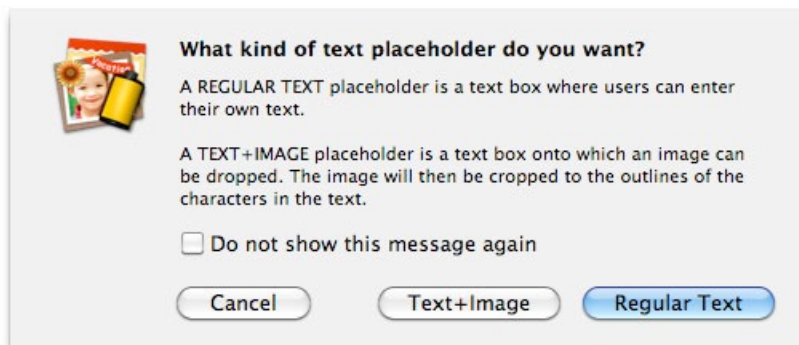 Vacation
What kind of text placeholder do you want?
A REGULAR TEXT placeholder is a text box where users can enter
their own text.
A TEXT+IMAGE placeholder is a text box onto which an image can
be dropped. The image will then be cropped to the outlines of the
characters in the text.
Do not show this message again
Cancel
Text+Image
Regular Text